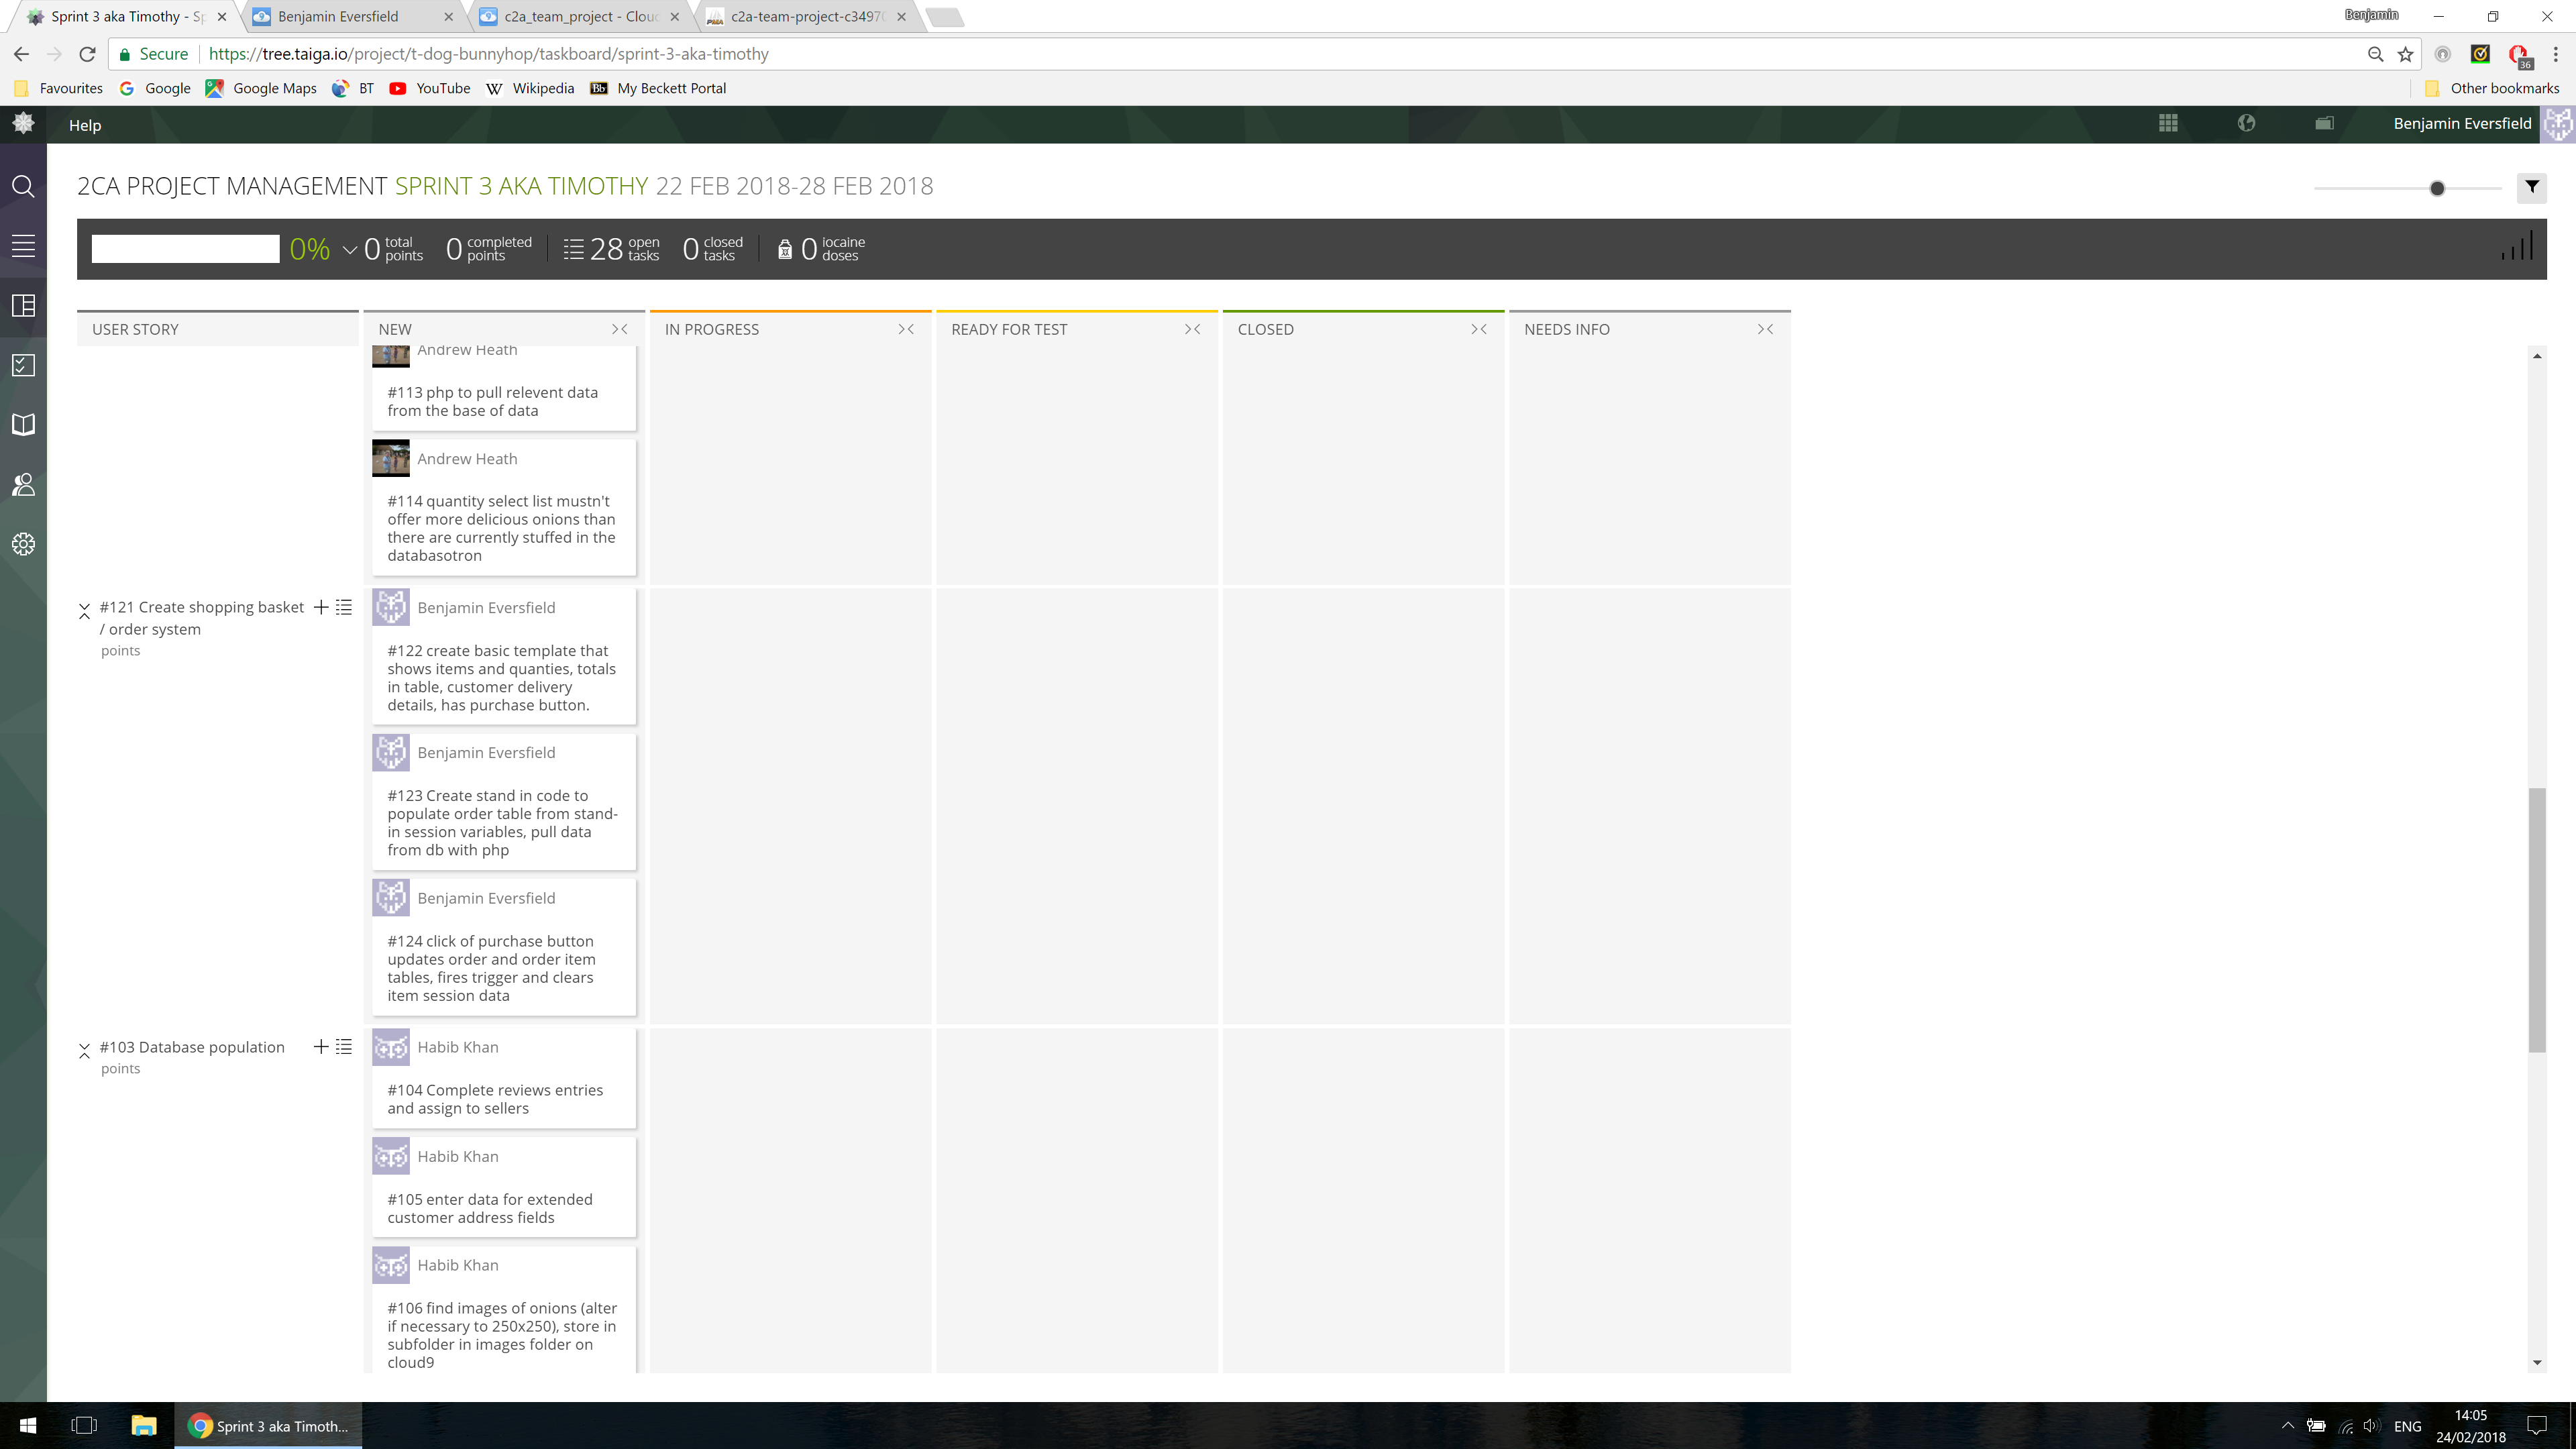 Sprint 3 aka Timothy - Sp
Benjamin Eversfield
c2a_team_project - Cloud
c2a-team-project-c34970
Benjamin
Secure
https://tree.taiga.io/project/t-dog-bunnyhop/taskboard/sprint-3-aka-timothy
36
Favourites
Google
Google Maps
BT
YouTube
W Wikipedia
Bb My Beckett Portal
Other bookmarks
Help
Benjamin Eversfield
2CA PROJECT MANAGEMENT SPRINT 3 AKA TIMOTHY 22 FEB 2018-28 FEB 2018
0%
0 total points
0 completed points
28 open tasks
0 closed tasks
0 iocaine doses
USER STORY
NEW
IN PROGRESS
READY FOR TEST
CLOSED
NEEDS INFO
Andrew Heath
#113 php to pull relevent data
from the base of data
Andrew Heath
#114 quantity select list mustn't
offer more delicious onions than
there are currently stuffed in the
databasotron
#121 Create shopping basket
/ order system
points
Benjamin Eversfield
#122 create basic template that
shows items and quanties, totals
in table, customer delivery
details, has purchase button.
Benjamin Eversfield
#123 Create stand in code to
populate order table from stand-
in session variables, pull data
from db with php
Benjamin Eversfield
#124 click of purchase button
updates order and order item
tables, fires trigger and clears
item session data
#103 Database population
points
Habib Khan
#104 Complete reviews entries
and assign to sellers
Habib Khan
#105 enter data for extended
customer address fields
Habib Khan
#106 find images of onions (alter
if necessary to 250x250), store in
subfolder in images folder on
cloud9
Sprint 3 aka Timoth...
ENG
14:05
24/02/2018